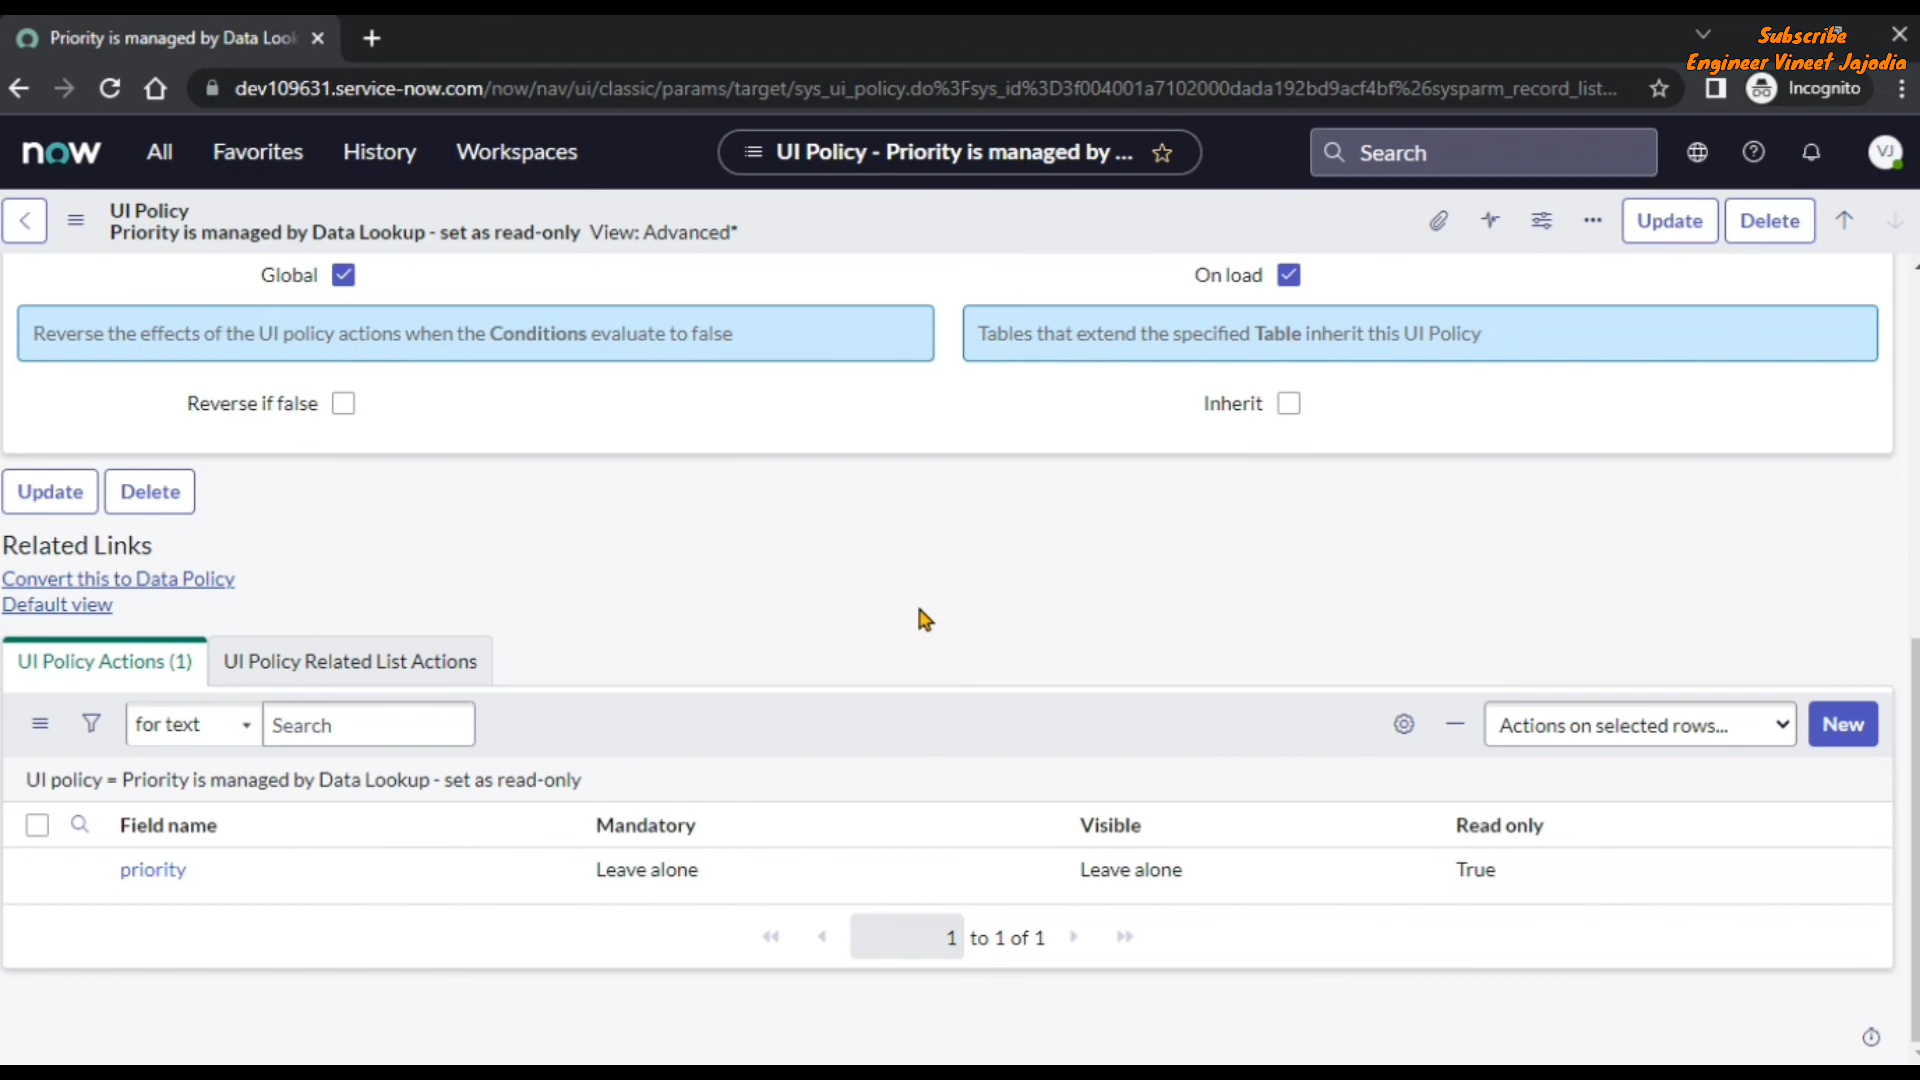 Priority is managed by Data Look
Subscribe
Engineer Vineet Jajodia
dev109631.service-now.com/now/nav/ui/classic/params/target/sys_ui_policy.do%3Fsys_id%3D3f004001a7102000dada192bd9acf4bf%26sysparm_record_list...
Incognito
now All Favorites History Workspaces
UI Policy - Priority is managed by ...
Search
VJ
UI Policy
Priority is managed by Data Lookup - set as read-only View: Advanced*
Update Delete
Global On load
Reverse the effects of the UI policy actions when the Conditions evaluate to false
Tables that extend the specified Table inherit this UI Policy
Reverse if false Inherit
Update Delete
Related Links
Convert this to Data Policy
Default view
UI Policy Actions (1) UI Policy Related List Actions
for text Search Actions on selected rows... New
UI policy = Priority is managed by Data Lookup - set as read-only
Field name Mandatory Visible Read only
priority Leave alone Leave alone True
1 to 1 of 1